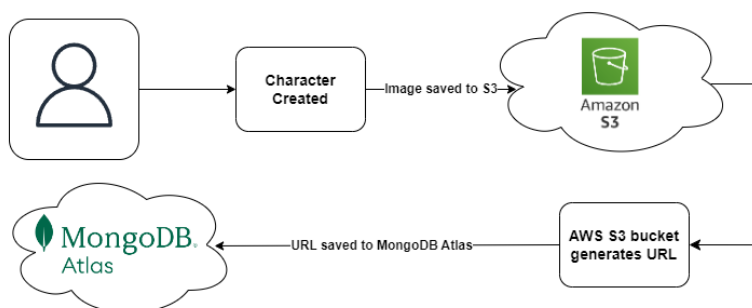 Character
Created
Image saved to S3
Amazon
S3
MongoDB.
Atlas
URL saved to MongoDB Atlas
AWS S3 bucket
generates URL